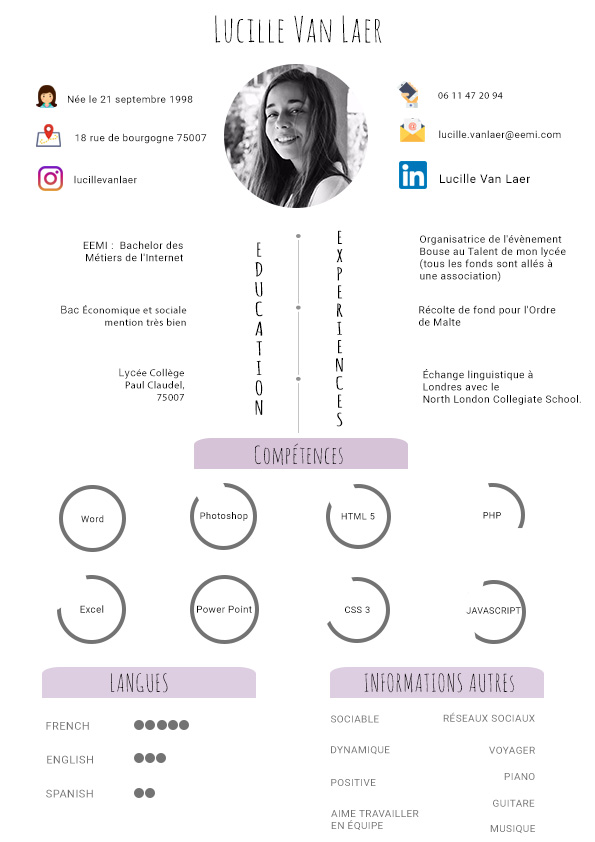 Lucille Van Laer
Née le 21 septembre 1998
18 rue de bourgogne 75007
lucillevanlaer
06 11 47 20 94
lucille.vanlaer@eemi.com
Lucille Van Laer
EDUCATION
EEMI : Bachelor des
Métiers de l'Internet
Bac Économique et sociale
mention très bien
Lycée Collège
Paul Claudel,
75007
EXPERIENCES
Organisatrice de l'évènement
Bouse au Talent de mon lycée
(tous les fonds sont allés à
une association)
Récolte de fond pour l'Ordre
de Malte
Échange linguistique à
Londres avec le
North London Collegiate School.
Compétences
Word
Photoshop
HTML 5
PHP
Excel
Power Point
CSS 3
JAVASCRIPT
LANGUES
FRENCH
ENGLISH
SPANISH
INFORMATIONS AUTRES
SOCIABLE
DYNAMIQUE
POSITIVE
AIME TRAVAILLER
EN ÉQUIPE
RÉSEAUX SOCIAUX
VOYAGER
PIANO
GUITARE
MUSIQUE